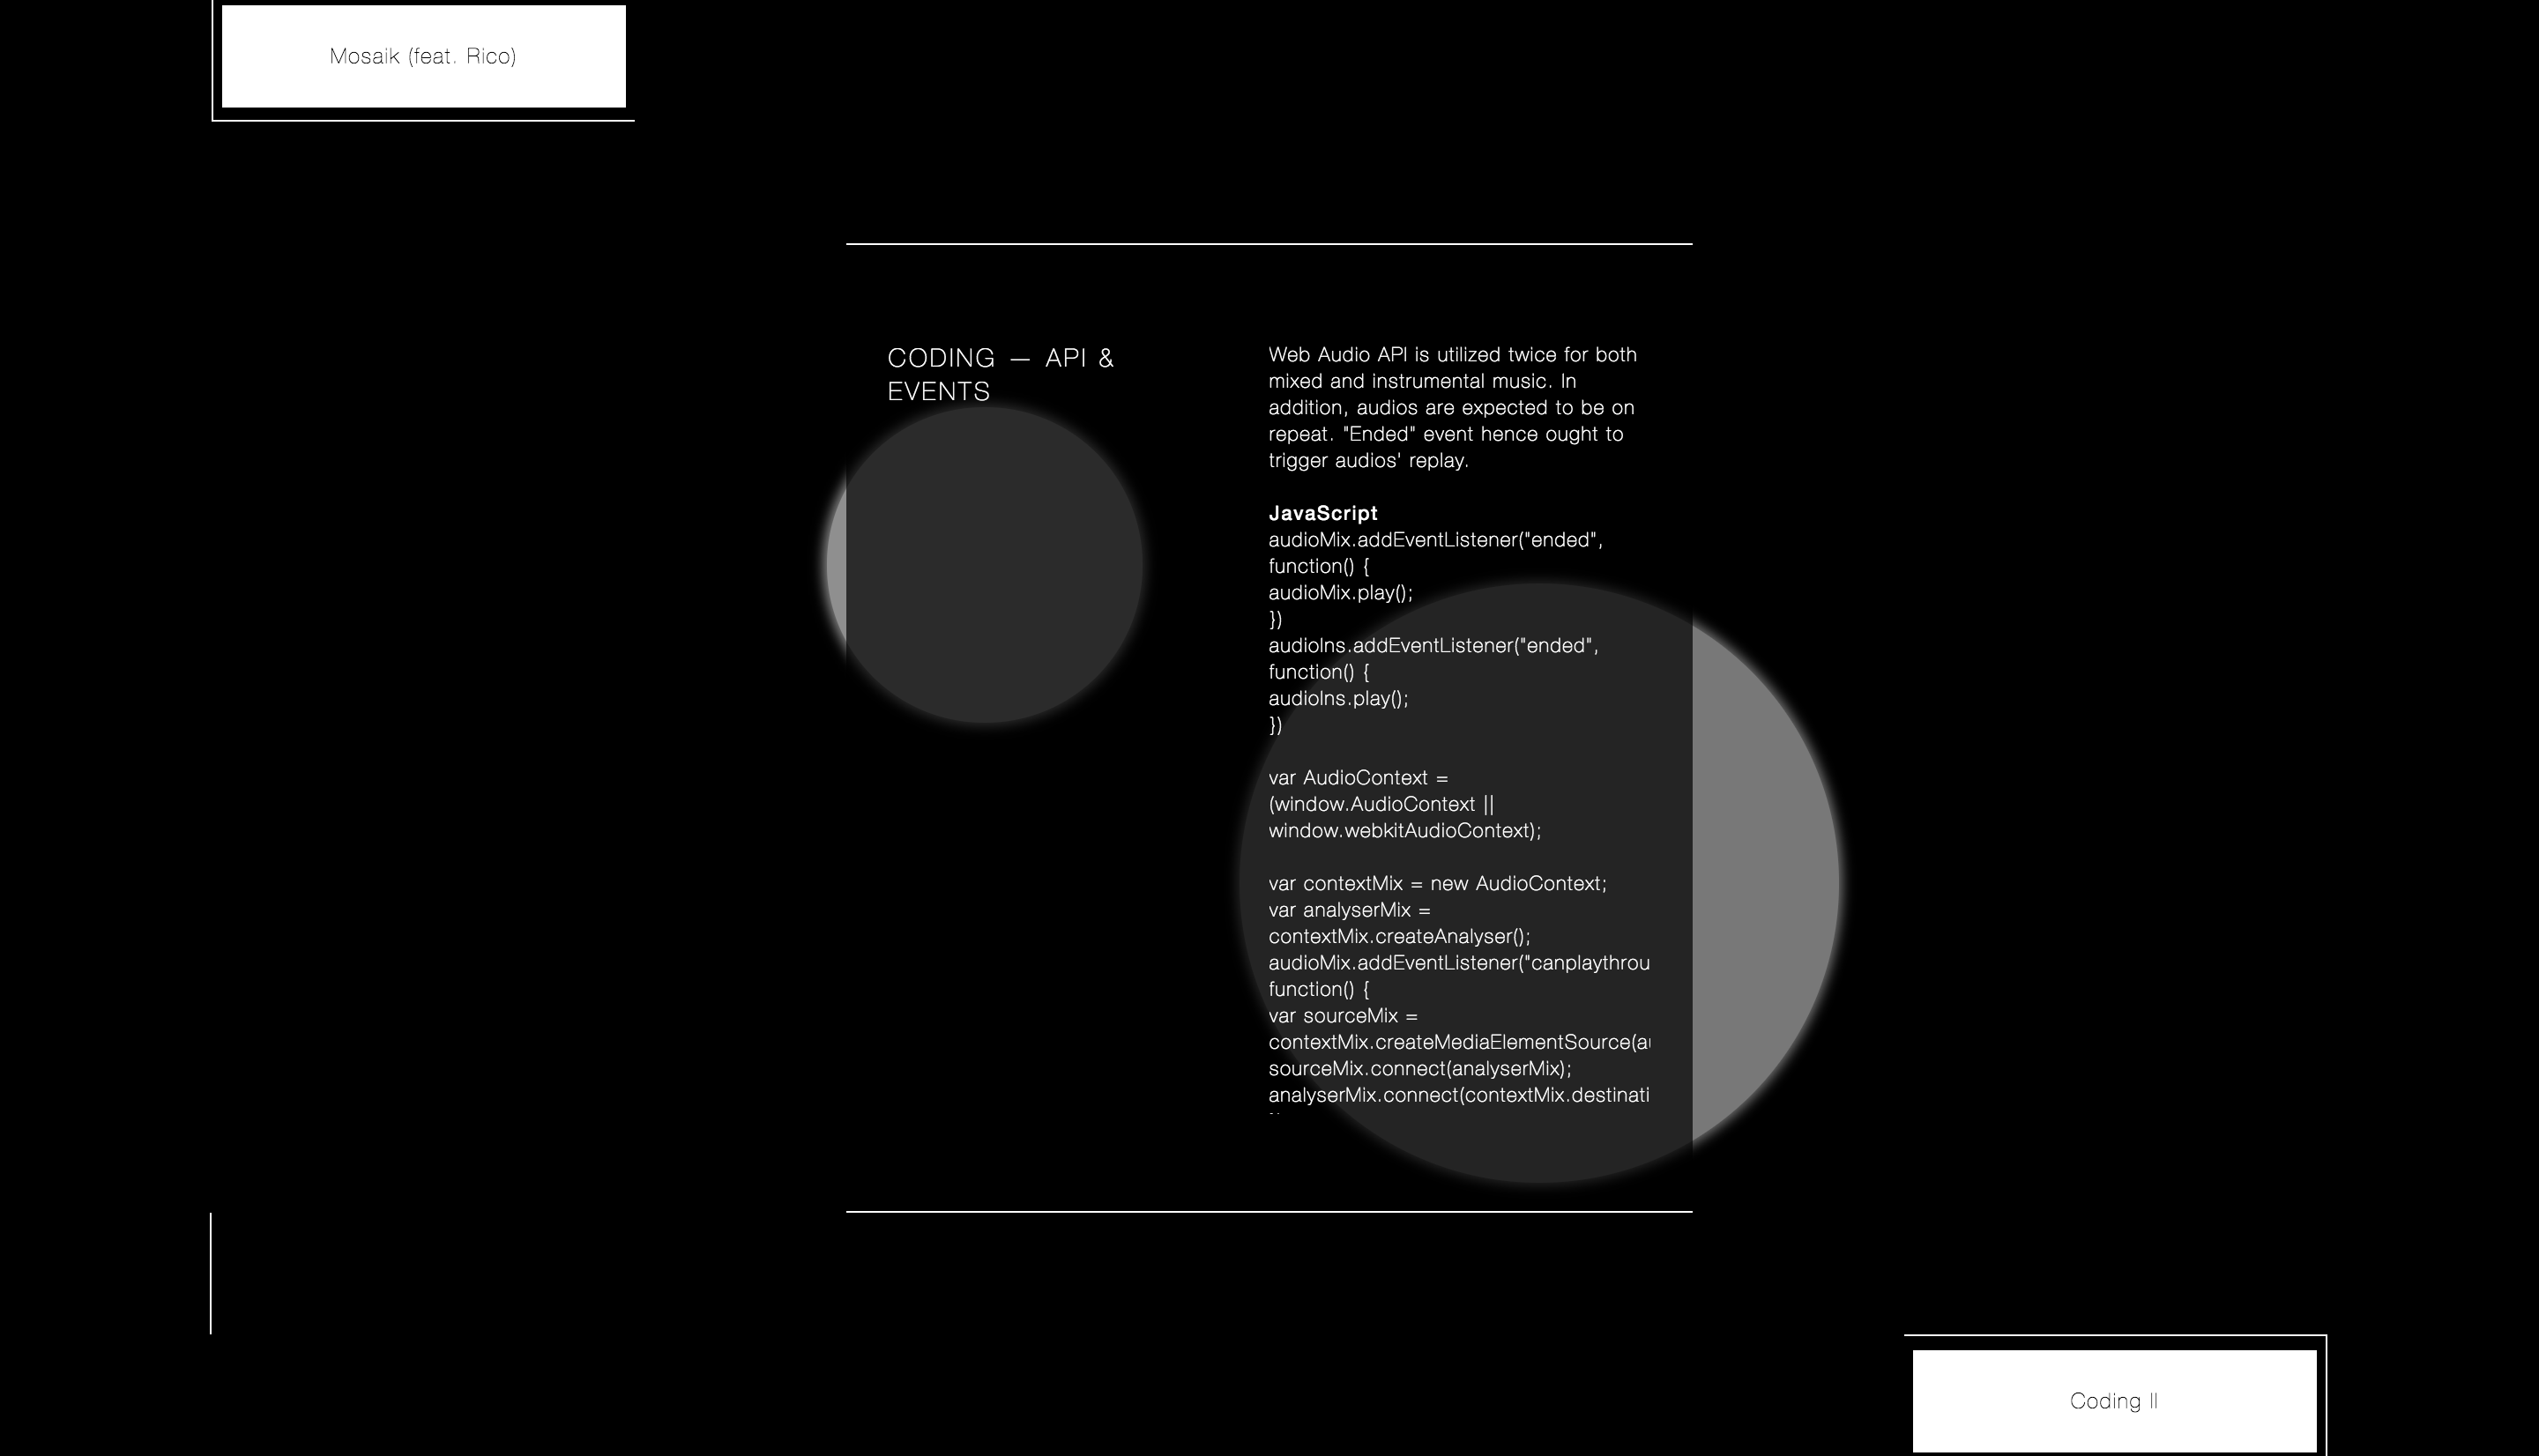 Mosaik (feat. Rico)
CODING — API &
EVENTS
Web Audio API is utilized twice for both
mixed and instrumental music. In
addition, audios are expected to be on
repeat. "Ended" event hence ought to
trigger audios' replay.
JavaScript
audioMix.addEventListener("ended",
function() {
audioMix.play();
})
audioIns.addEventListener("ended",
function() {
audioIns.play();
})
var AudioContext =
(window.AudioContext ||
window.webkitAudioContext);
var contextMix = new AudioContext;
var analyserMix =
contextMix.createAnalyser();
audioMix.addEventListener("canplaythrou
function() {
var sourceMix =
contextMix.createMediaElementSource(a
sourceMix.connect(analyserMix);
analyserMix.connect(contextMix.destinati
Coding II